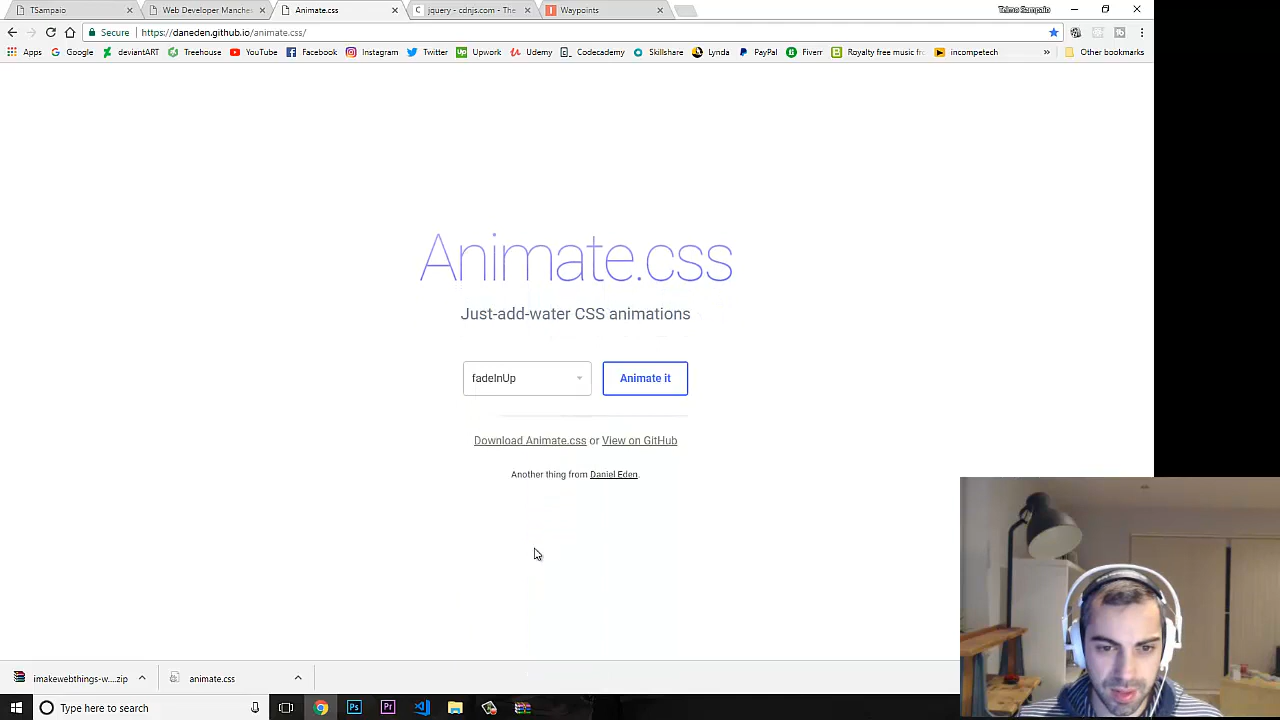 TSampaio
Web Developer Manches
Animate.css
jquery - cdnjs.com - The
Waypoints
Telmo Sampaio
Secure
https://daneden.github.io/animate.css/
Apps
Google
deviantART
Treehouse
YouTube
Facebook
Instagram
Twitter
Upwork
Udemy
Codecademy
Skillshare
Lynda
PayPal
Fiverr
Royalty free music fr
incompetech
»
Other bookmarks
Animate.css
Just-add-water CSS animations
fadeInUp
Animate it
Download Animate.css or View on GitHub
Another thing from Daniel Eden.
imakewebthings-w....zip
animate.css
Type here to search